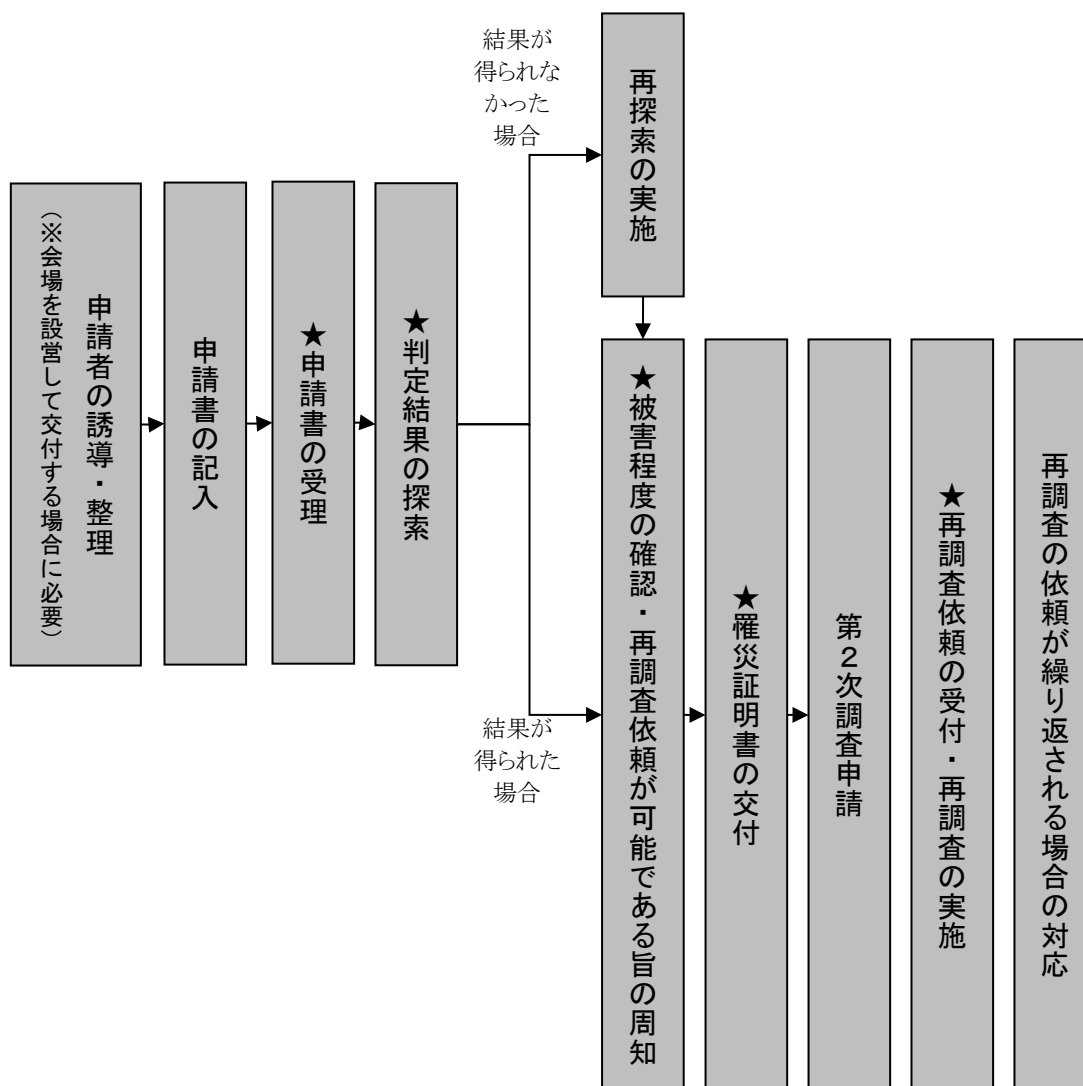 申請者の誘導・整理
（※会場を設営して交付する場合に必要）
申請書の記入
★申請書の受理
★判定結果の探索
結果が
得られな
かった
場合
再探索の実施
結果が
得られた
場合
★被害程度の確認・再調査依頼が可能である旨の周知
★罹災証明書の交付
第２次調査申請
★再調査依頼の受付・再調査の実施
再調査の依頼が繰り返される場合の対応